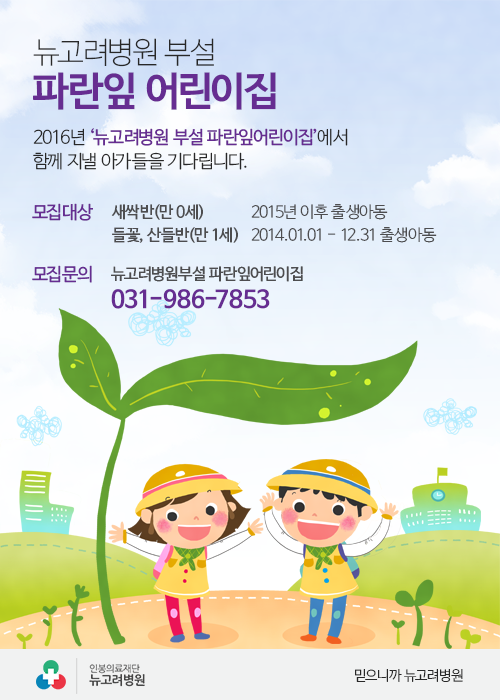 뉴고려병원 부설
파란잎 어린이집
2016년 ‘뉴고려병원 부설 파란잎어린이집’에서
함께 지낼 아가들을 기다립니다.
모집대상 새싹반(만 0세) 2015년 이후 출생아동
들꽃, 산들반(만 1세) 2014.01.01 - 12.31 출생아동
모집문의 뉴고려병원부설 파란잎어린이집
031-986-7853
인봉의료재단
뉴고려병원
믿으니까 뉴고려병원